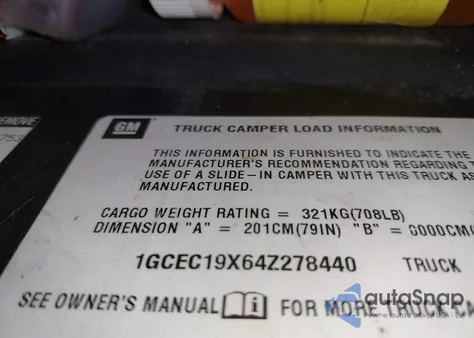 REMOVE
GM TRUCK CAMPER LOAD INFORMATION
THIS INFORMATION IS FURNISHED TO INDICATE THE
MANUFACTURER'S RECOMMENDATION REGARDING
USE OF A SLIDE-IN CAMPER WITH THIS TRUCK AS
MANUFACTURED.
CARGO WEIGHT RATING = 321KG(708LB)
DIMENSION "A" = 201CM(79IN) "B" =
1GCEC19X64Z278440 TRUCK
SEE OWNER'S MANUAL i FOR MORE TRUCK
autoSnap